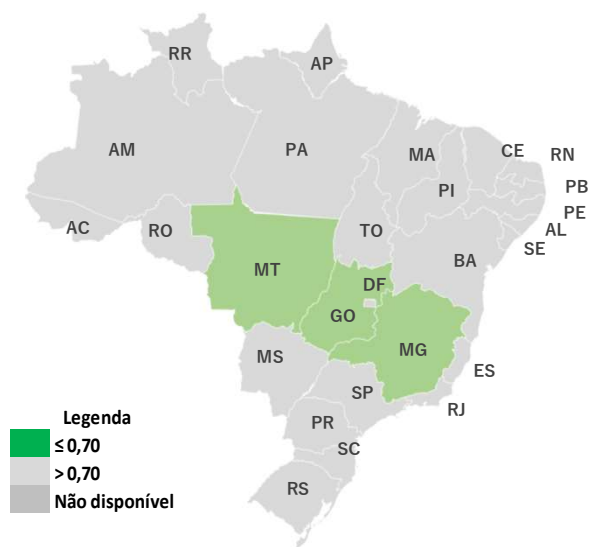 RR
AP
AM
PA
MA
CE
RN
PI
PB
PE
AC
RO
TO
AL
SE
BA
MT
DF
GO
MG
MS
ES
SP
RJ
PR
SC
RS
Legenda
≤ 0,70
> 0,70
Não disponível